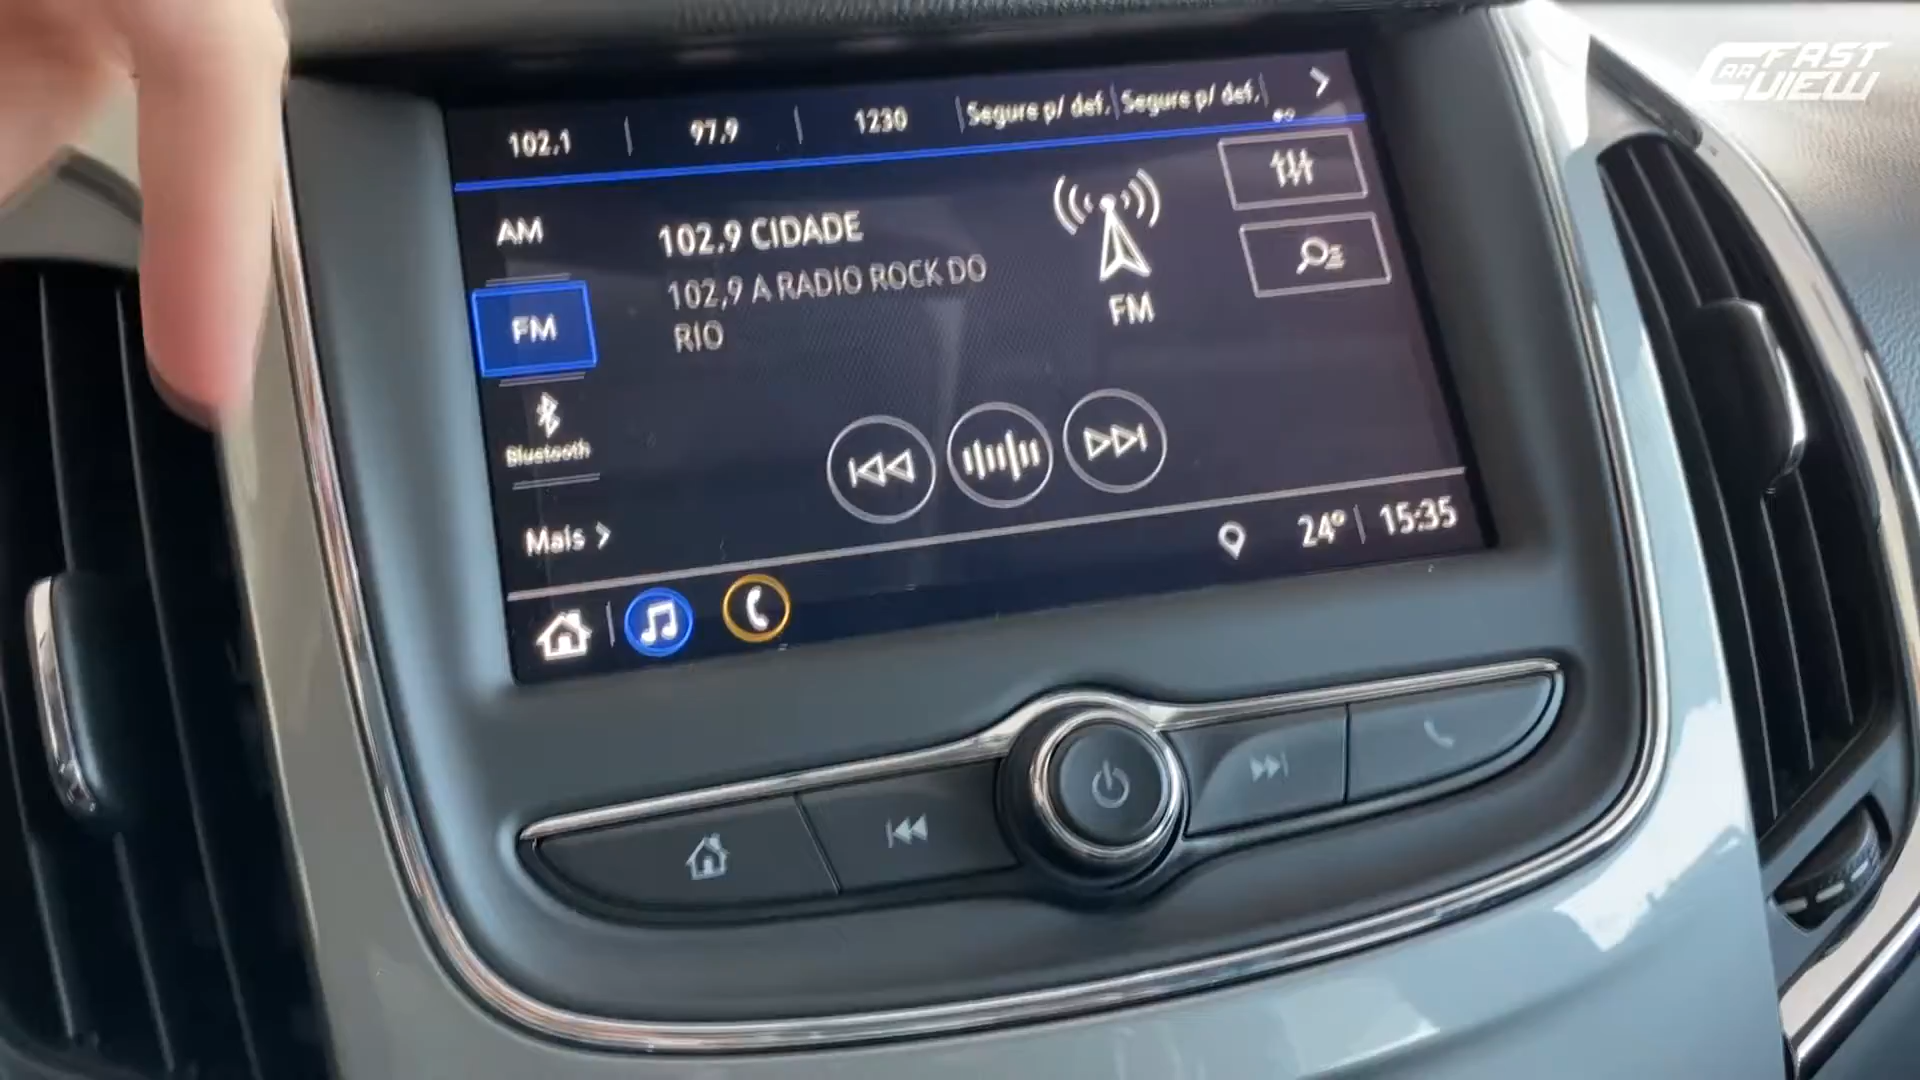 CAR FAST VIEW
102.1 97.9 1230 Segure p/ def. Segure p/ def.
AM
102.9 CIDADE
102,9 A RADIO ROCK DO
RIO
FM
FM
Bluetooth
Mais
24° 15:35